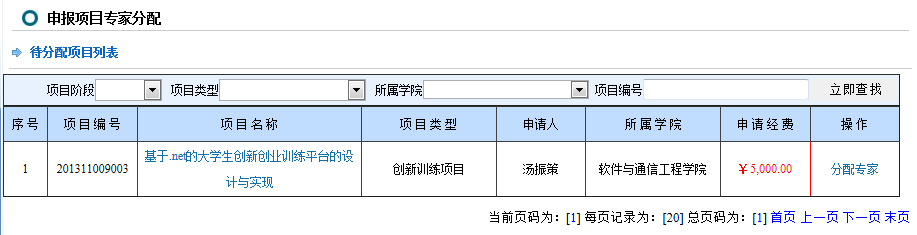 申报项目专家分配
待分配项目列表
项目阶段 项目类型 所属学院 项目编号 立即查找
序号 项目编号 项目名称 项目类型 申请人 所属学院 申请经费 操作
1 201311009003 基于.net的大学生创新创业训练平台的设 创新训练项目 汤振策 软件与通信工程学院 ￥5,000.00 分配专家
计与实现
当前页码为：[1] 每页记录为：[20] 总页码为：[1] 首页 上一页 下一页 末页